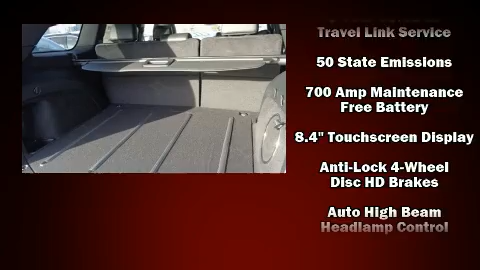 Travel Link Service
50 State Emissions
700 Amp Maintenance
Free Battery
8.4" Touchscreen Display
Anti-Lock 4-Wheel
Disc HD Brakes
Auto High Beam
Headlamp Control